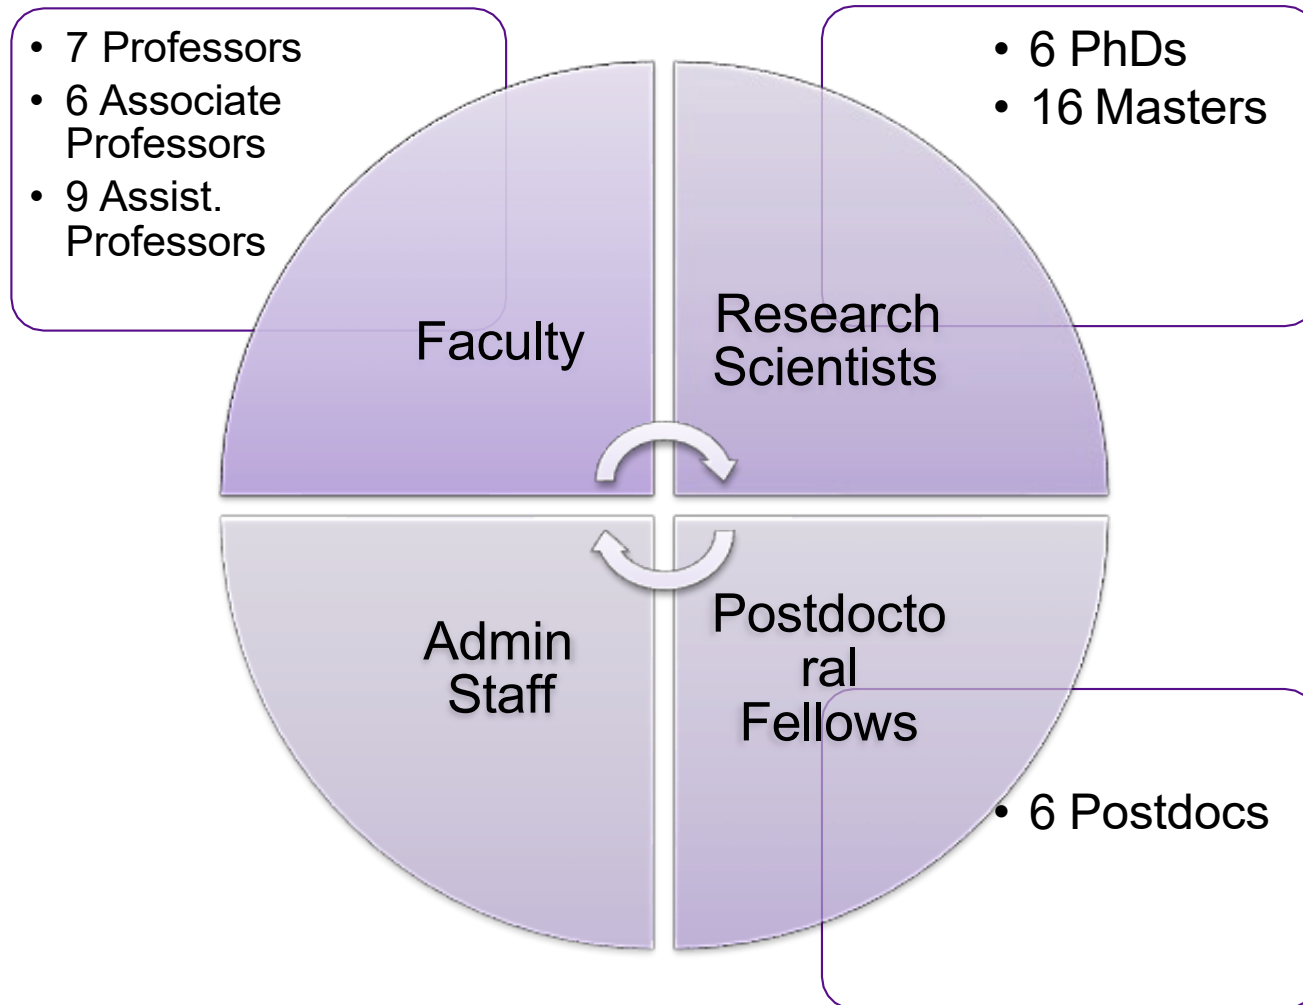 • 7 Professors
• 6 Associate
Professors
• 9 Assist.
Professors
• 6 PhDs
• 16 Masters
Faculty
Research
Scientists
Admin
Staff
Postdocto
ral
Fellows
• 6 Postdocs